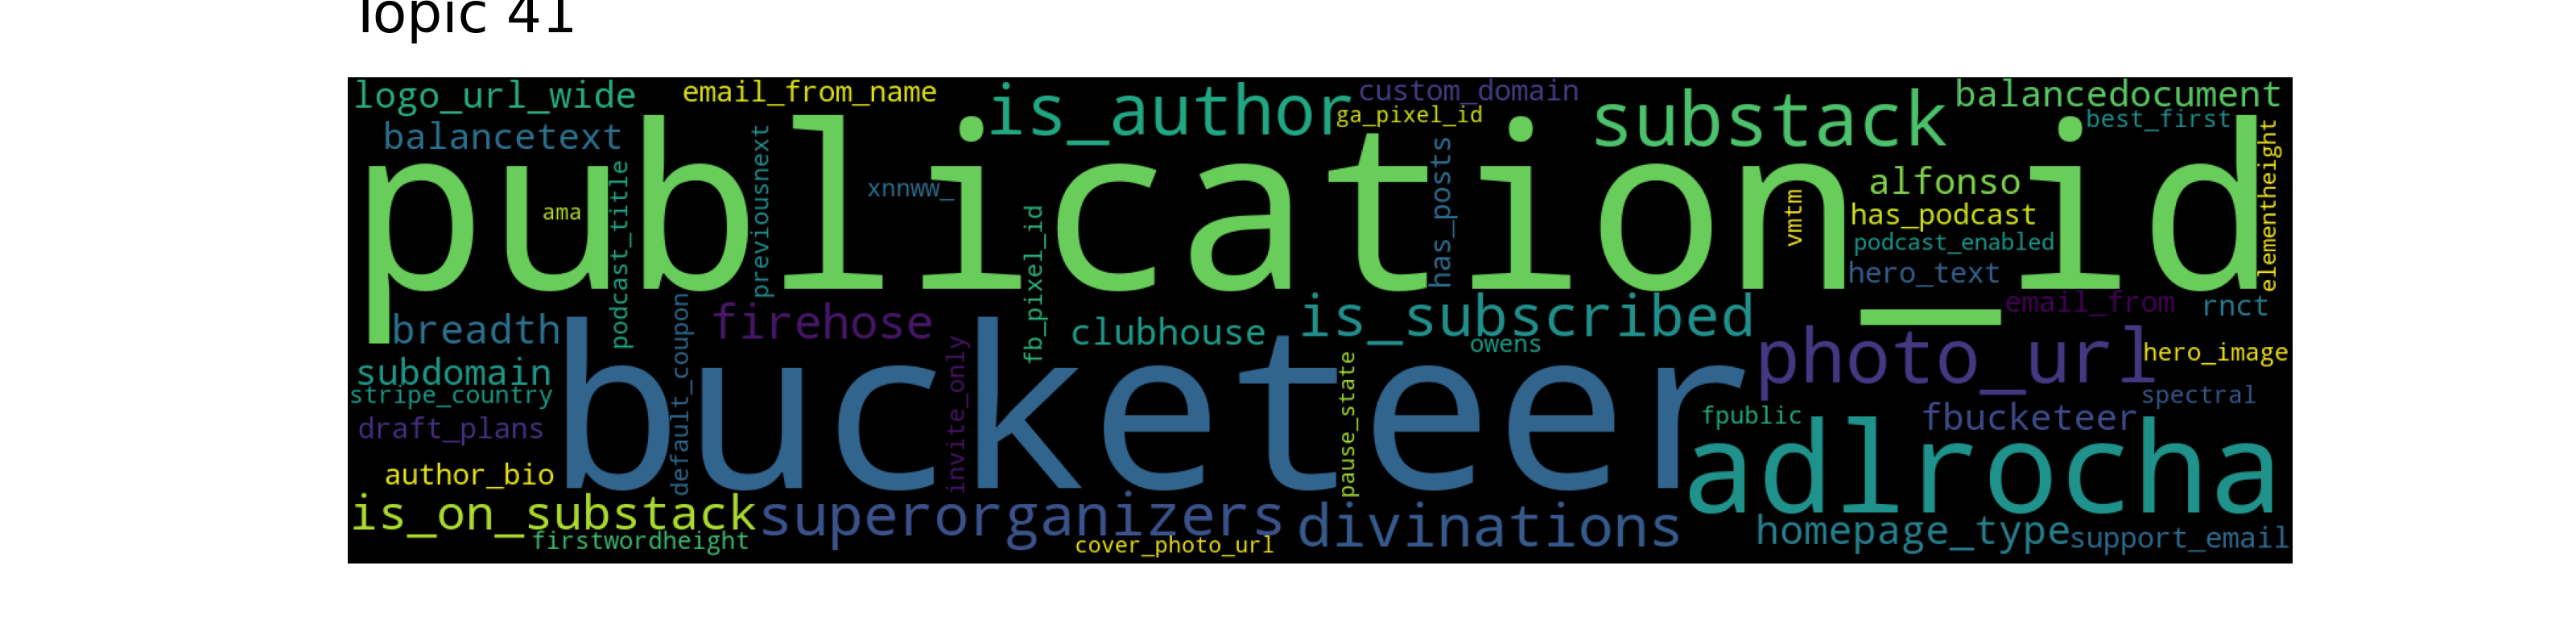 Topic 41
logo_url_wide
email_from_name
is_author
custom_domain
ga_pixel_id
substack
balancedocument
best_first
balancetext
publication_id
ama
podcast_title
previousnext
xnnww_
fb_pixel_id
has_posts
vmtm
alfonso
has_podcast
podcast_enabled
hero_text
elementheight
email_from
rnct
breadth
firehose
clubhouse
is_subscribed
owens
photo_url
hero_image
subdomain
stripe_country
draft_plans
default_coupon
invite_only
bucketeer
pause_state
fpublic
fbucketeer
spectral
adlrocha
author_bio
is_on_substack
firstwordheight
superorganizers
cover_photo_url
divinations
homepage_type
support_email